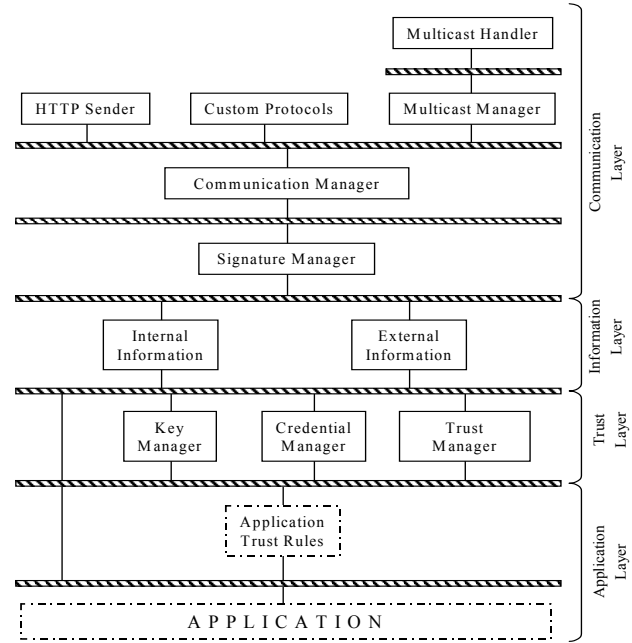 Multicast Handler
HTTP Sender
Custom Protocols
Multicast Manager
Communication Manager
Signature Manager
Communication
Layer
Internal
Information
External
Information
Information
Layer
Key
Manager
Credential
Manager
Trust
Manager
Trust
Layer
Application
Trust Rules
APPLICATION
Application
Layer